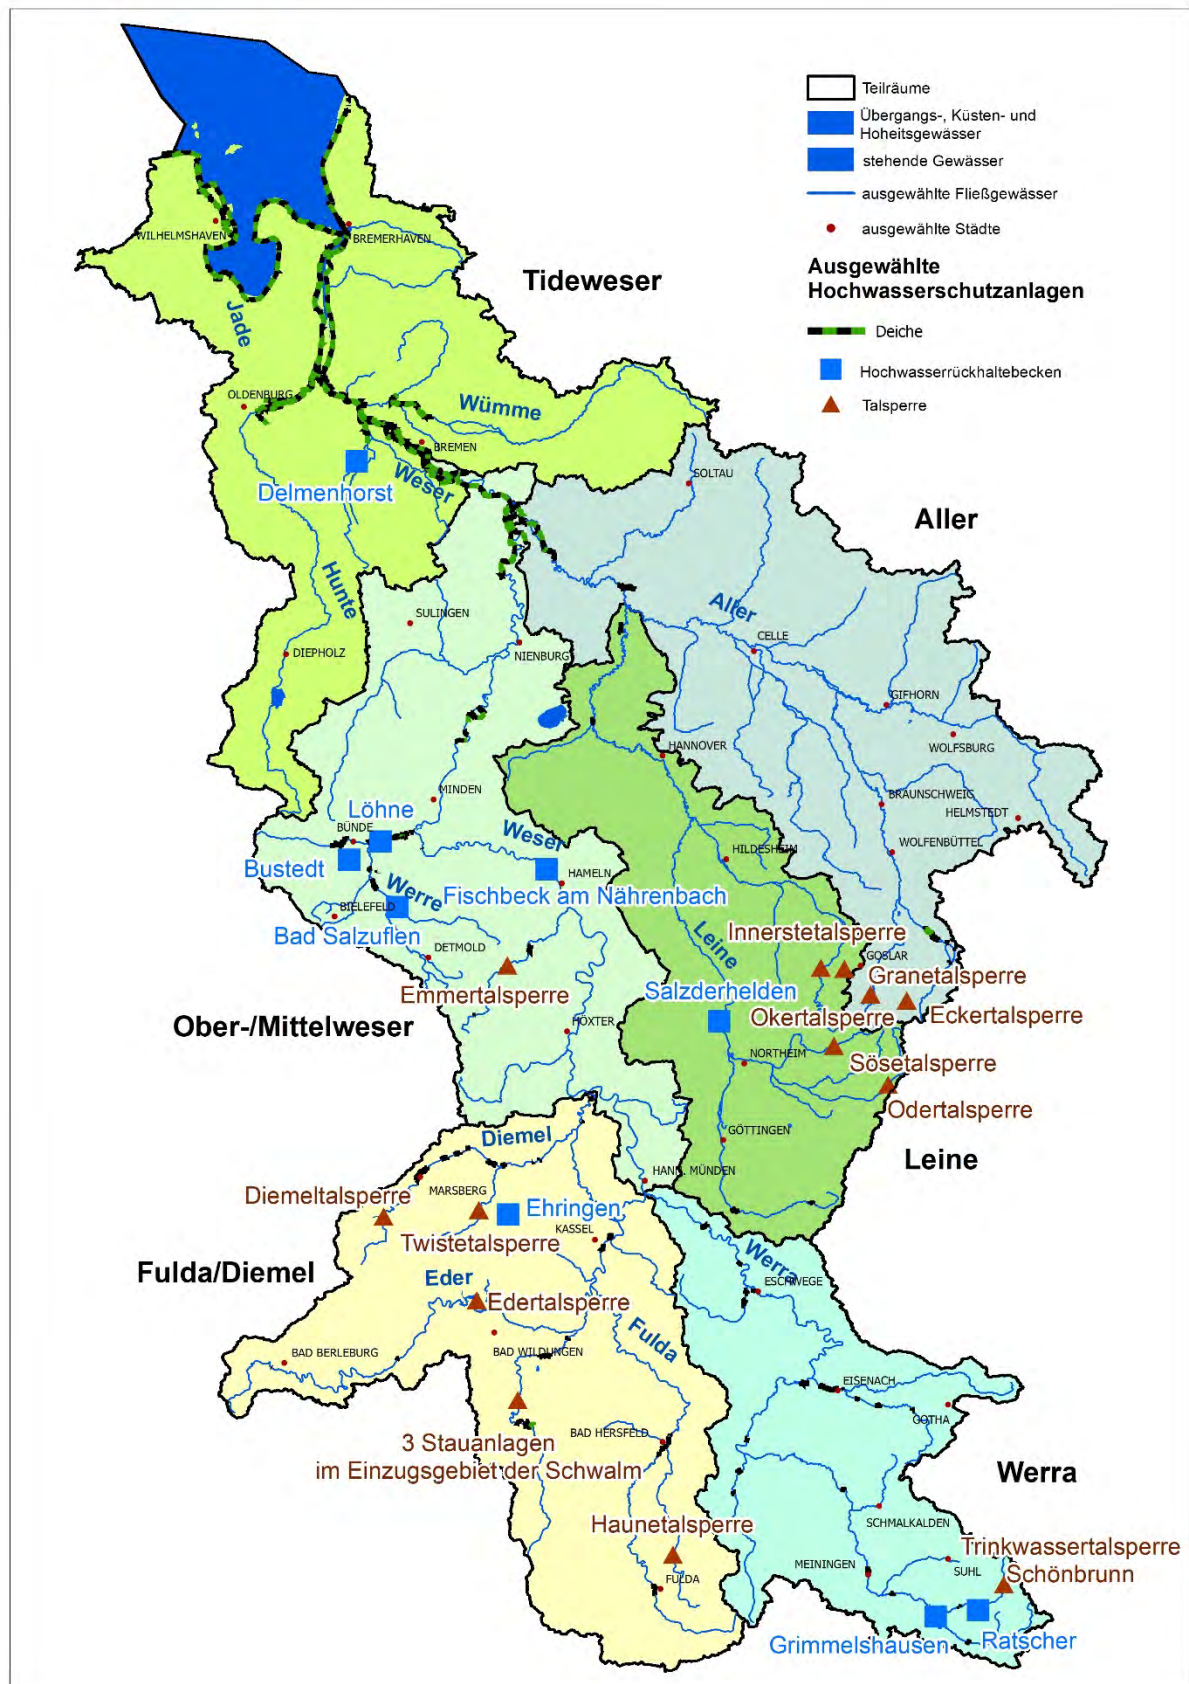 Teilräume
Übergangs-, Küsten- und
Hoheitsgewässer
stehende Gewässer
ausgewählte Fließgewässer
ausgewählte Städte
Ausgewählte
Hochwasserschutzanlagen
Deiche
Hochwasserrückhaltebecken
Talsperre
WILHELMSHAVEN
BREMERHAVEN
Tideweser
Jade
OLDENBURG
Wümme
BREMEN
Weser
Delmenhorst
SOLTAU
Aller
Hunte
Aller
SULINGEN
CELLE
DIEPHOLZ
NIENBURG
GIFHORN
HANNOVER
WOLFSBURG
MINDEN
BRAUNSCHWEIG
HELMSTEDT
Löhne
BÜNDE
Weser
WOLFENBÜTTEL
HILDESHEIM
Bustedt
HAMELN
Werre
Fischbeck am Nährenbach
BIELEFELD
Bad Salzuflen
DETMOLD
Leine
Innerstetalsperre
GOSLAR
Granetalsperre
Emmertalsperre
Salzderhelden
Okertalsperre
Eckertalsperre
Ober-/Mittelweser
HÖXTER
NORTHEIM
Sösetalsperre
Odertalsperre
Diemel
GÖTTINGEN
Leine
HANN. MÜNDEN
Diemeltalsperre
MARSBERG
Ehringen
KASSEL
Twistetalsperre
Werra
Fulda/Diemel
Eder
ESCHWEGE
Edertalsperre
Fulda
BAD WILDUNGEN
BAD BERLEBURG
EISENACH
GOTHA
3 Stauanlagen
im Einzugsgebiet der Schwalm
BAD HERSFELD
Werra
Haunetalsperre
SCHMALKALDEN
Trinkwassertalsperre
Schönbrunn
MEININGEN
SUHL
FULDA
Grimmelshausen
Ratscher